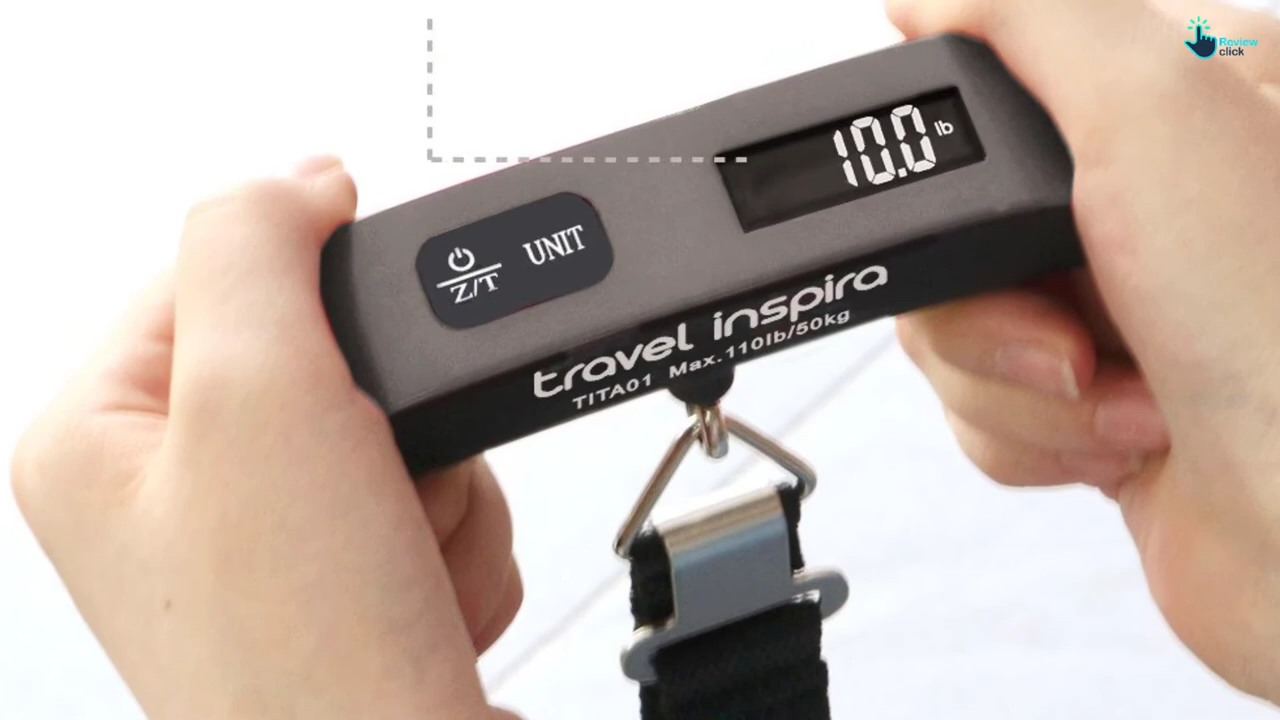 Review
click
10.0 lb
UNIT
Z/T
travel inspira
TITA01 Max.110lb/50kg